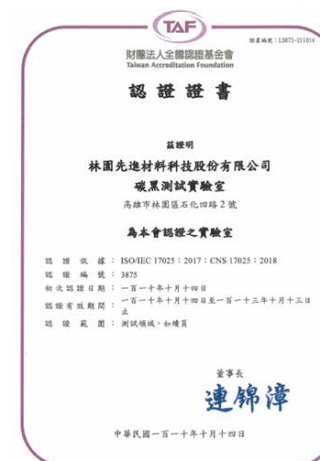 TAF
證書編號：L3875-211014
財團法人全國認證基金會
Taiwan Accreditation Foundation
認證證書
茲證明
林園先進材料科技股份有限公司
碳黑測試實驗室
高雄市林園區石化四路2號
為本會認證之實驗室
認證依據：ISO/IEC 17025：2017；CNS 17025：2018
認證編號：3875
初次認證日期：一百一十年十月十四日
認證有效期間：一百一十年十月十四日至一百一十三年十月十三日止
認證範圍：測試領域，如續頁
董事長
連錦漳
中華民國一百一十年十月十四日